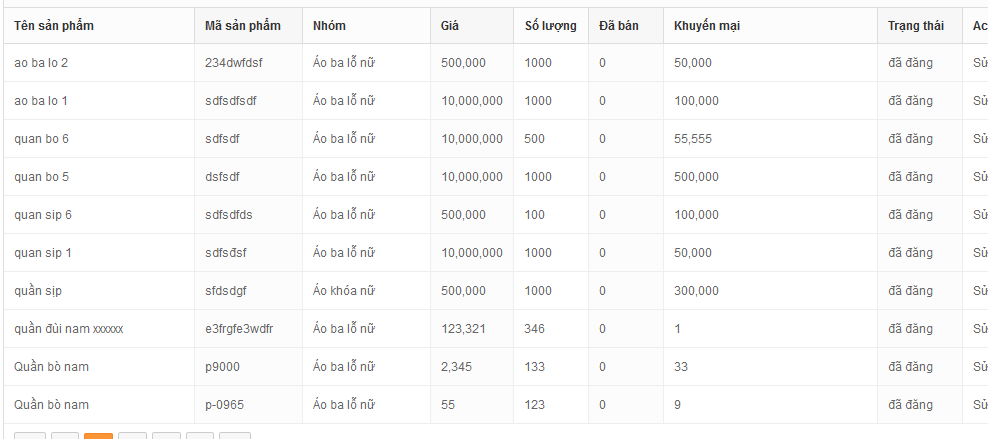 Tên sản phẩm Mã sản phẩm Nhóm Giá Số lượng Đã bán Khuyến mại Trạng thái Ac
ao ba lo 2 234dwfdsf Áo ba lỗ nữ 500,000 1000 0 50,000 đã đăng Sử
ao ba lo 1 sdfsdfsdf Áo ba lỗ nữ 10,000,000 1000 0 100,000 đã đăng Sử
quan bo 6 sdfsdf Áo ba lỗ nữ 10,000,000 500 0 55,555 đã đăng Sử
quan bo 5 dsfsdf Áo ba lỗ nữ 10,000,000 1000 0 500,000 đã đăng Sử
quan sip 6 sdfsdfds Áo ba lỗ nữ 500,000 100 0 100,000 đã đăng Sử
quan sip 1 sdfsđsf Áo ba lỗ nữ 10,000,000 1000 0 50,000 đã đăng Sử
quần sịp sfdsdgf Áo khóa nữ 500,000 1000 0 300,000 đã đăng Sử
quần đùi nam xxxxxx e3frgfe3wdfr Áo ba lỗ nữ 123,321 346 0 1 đã đăng Sử
Quần bò nam p9000 Áo ba lỗ nữ 2,345 133 0 33 đã đăng Sử
Quần bò nam p-0965 Áo ba lỗ nữ 55 123 0 9 đã đăng Sử